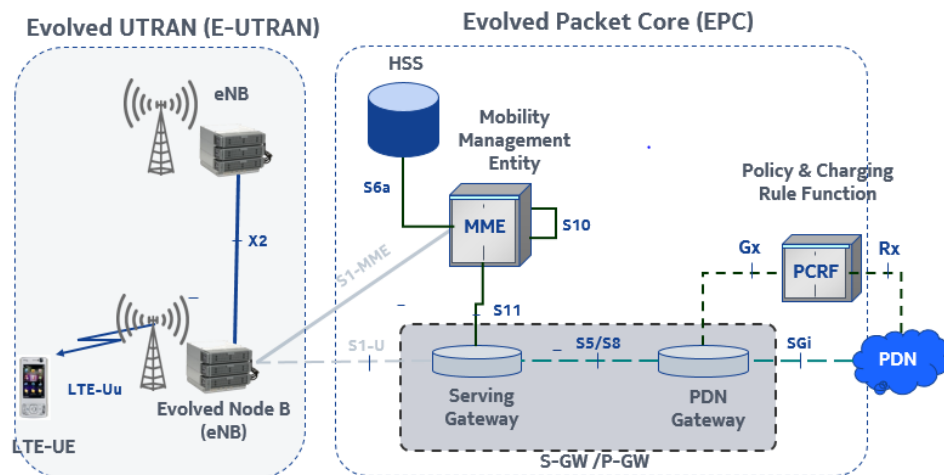 Evolved UTRAN (E-UTRAN)
Evolved Packet Core (EPC)
HSS
eNB
Mobility
Management
Entity
Policy & Charging
Rule Function
S6a
MME
S10
X2
S1-MME
Gx
PCRF
Rx
S11
S1-U
S5/S8
SGi
PDN
LTE-Uu
Serving
Gateway
PDN
Gateway
Evolved Node B
(eNB)
LTE-UE
S-GW /P-GW